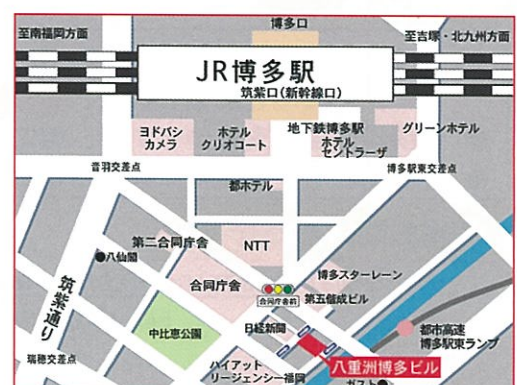 博多口
至南福岡方面
至吉塚・北九州方面
JR博多駅
筑紫口(新幹線口)
ヨドバシ
カメラ
ホテル
クリオコート
地下鉄博多駅
ホテル
セントラーザ
グリーンホテル
音羽交差点
博多駅東交差点
都ホテル
第二合同庁舎
NTT
八仙閣
筑紫通り
合同庁舎
博多スターレーン
合同庁舎前
第五偕成ビル
中比恵公園
日経新聞
都市高速
博多駅東ランプ
瑞穂交差点
ハイアット
リージェンシー福岡
八重洲博多ビル
ガスト